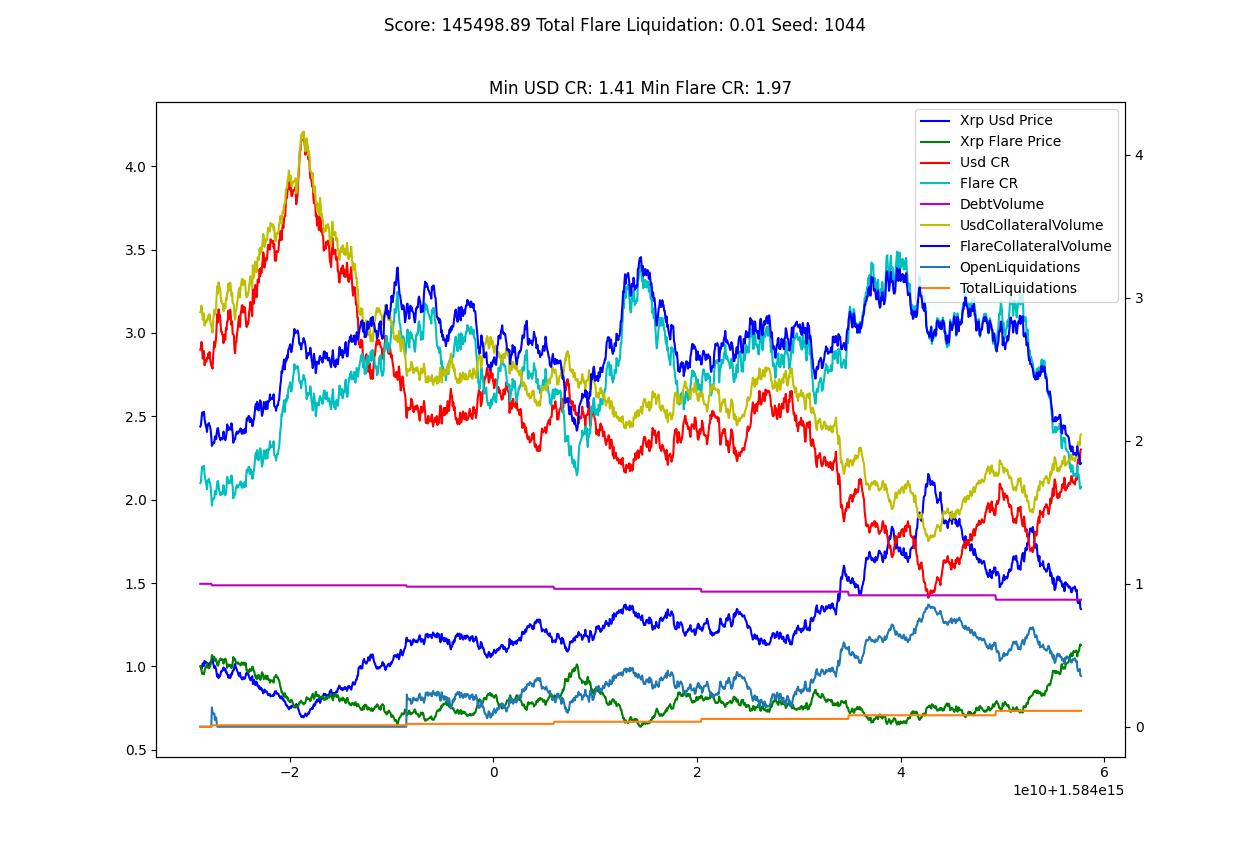 Score: 145498.89 Total Flare Liquidation: 0.01 Seed: 1044
Min USD CR: 1.41 Min Flare CR: 1.97
Xrp Usd Price
Xrp Flare Price
Usd CR
Flare CR
DebtVolume
UsdCollateralVolume
FlareCollateralVolume
OpenLiquidations
TotalLiquidations
4.0
3.5
3.0
2.5
2.0
1.5
1.0
0.5
4
3
2
1
0
−2
0
2
4
6
1e10+1.584e15